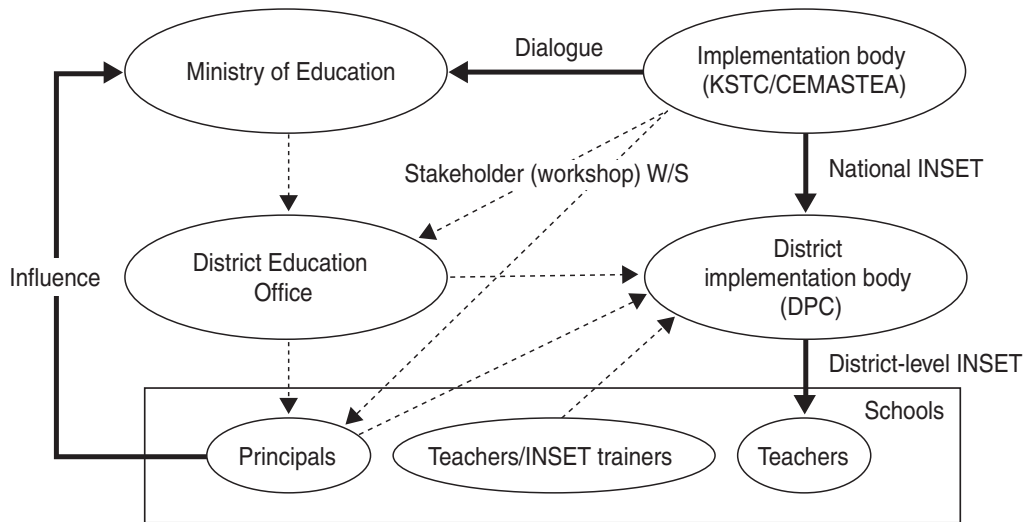 Dialogue
Ministry of Education
Implementation body
(KSTC/CEMASTEA)
Stakeholder (workshop) W/S
National INSET
Influence
District Education
Office
District
implementation body
(DPC)
District-level INSET
Schools
Principals
Teachers/INSET trainers
Teachers